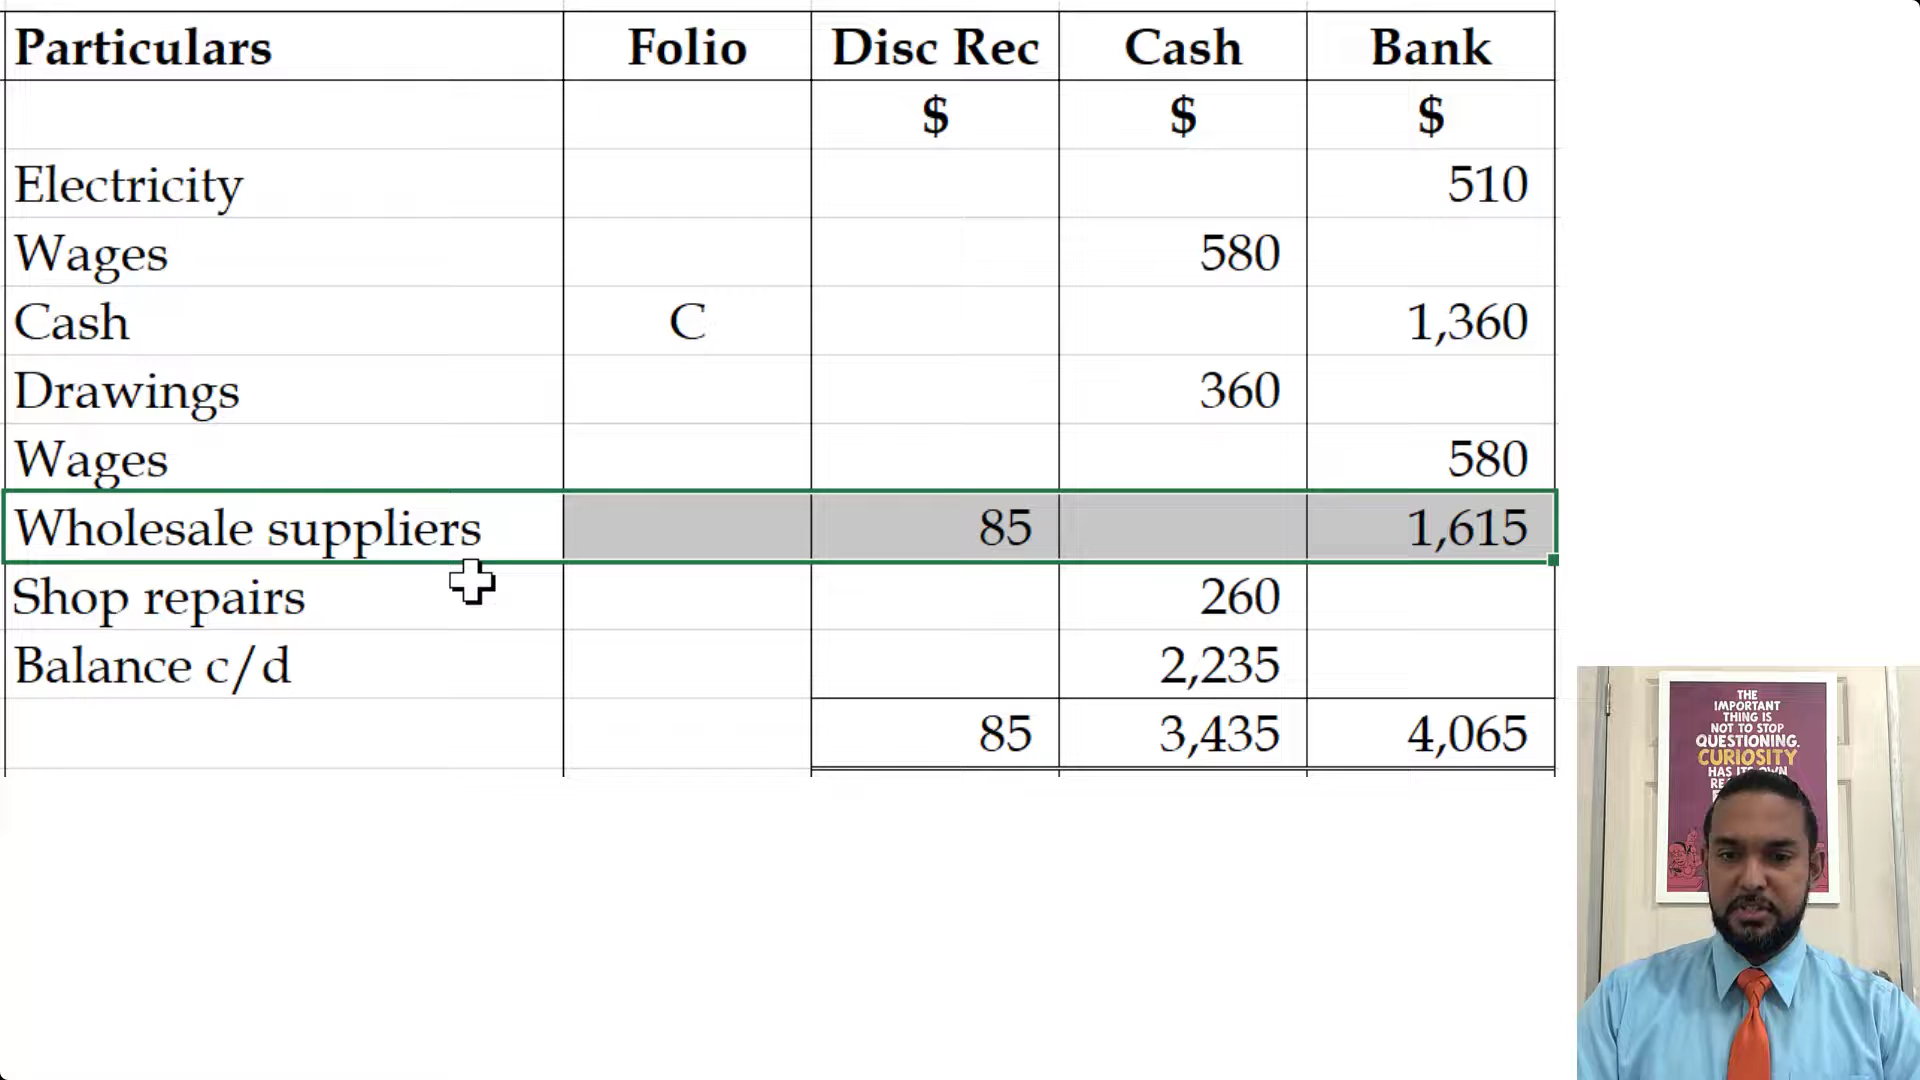 Particulars Folio Disc Rec Cash Bank
$ $ $
Electricity 510
Wages 580
Cash C 1,360
Drawings 360
Wages 580
Wholesale suppliers 85 1,615
Shop repairs 260
Balance c/d 2,235
85 3,435 4,065
THE
IMPORTANT
THING IS
NOT TO STOP
QUESTIONING.
CURIOSITY
HAS ITS OWN